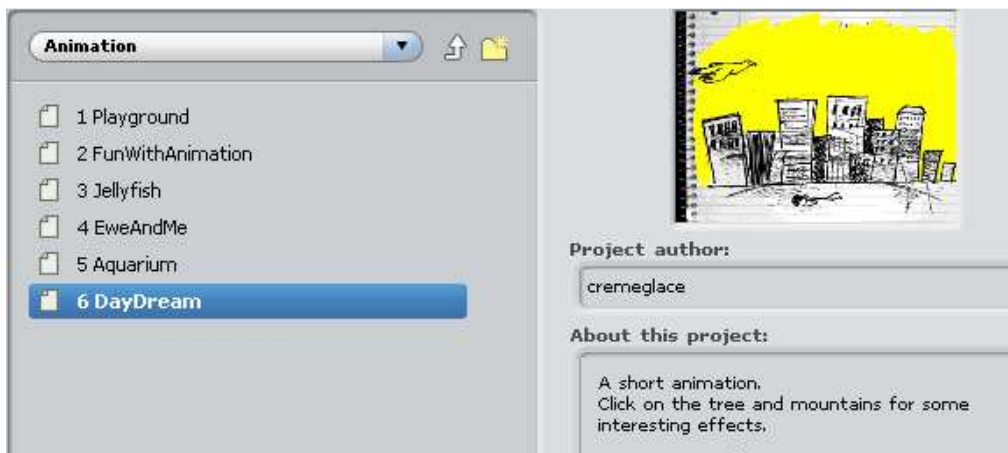 Animation
1 Playground
2 FunWithAnimation
3 Jellyfish
4 EweAndMe
5 Aquarium
6 DayDream
Project author:
cremeglace
About this project:
A short animation.
Click on the tree and mountains for some
interesting effects.